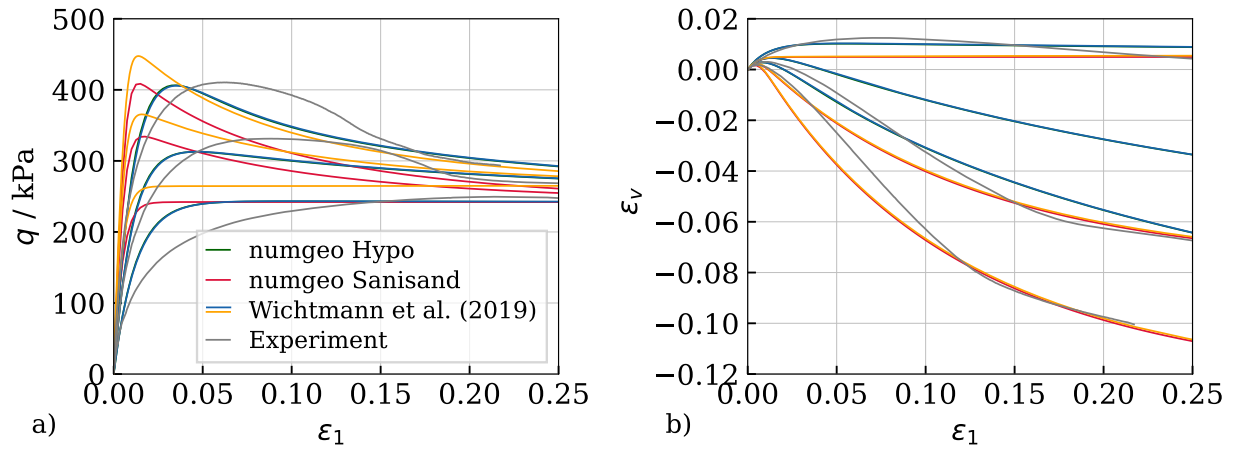 500
400
300
200
100
0
q / kPa
numgeo Hypo
numgeo Sanisand
Wichtmann et al. (2019)
Experiment
0.00 0.05 0.10 0.15 0.20 0.25
a)
ε1
0.02
0.00
−0.02
−0.04
−0.06
−0.08
−0.10
−0.12
εv
0.00 0.05 0.10 0.15 0.20 0.25
b)
ε1